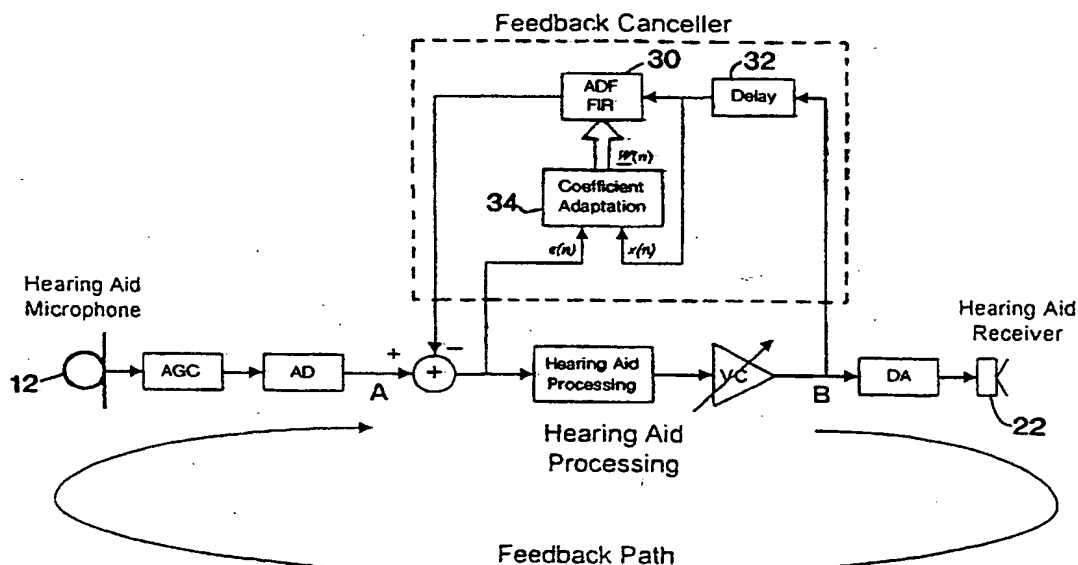 Feedback Canceller
30
32
ADF
FIR
Delay
W(n)
34
Coefficient
Adaptation
e(n)
x(n)
Hearing Aid
Microphone
Hearing Aid
Receiver
12
AGC
AD
+
−
A
+
Hearing Aid
Processing
VC
B
DA
22
Hearing Aid
Processing
Feedback Path